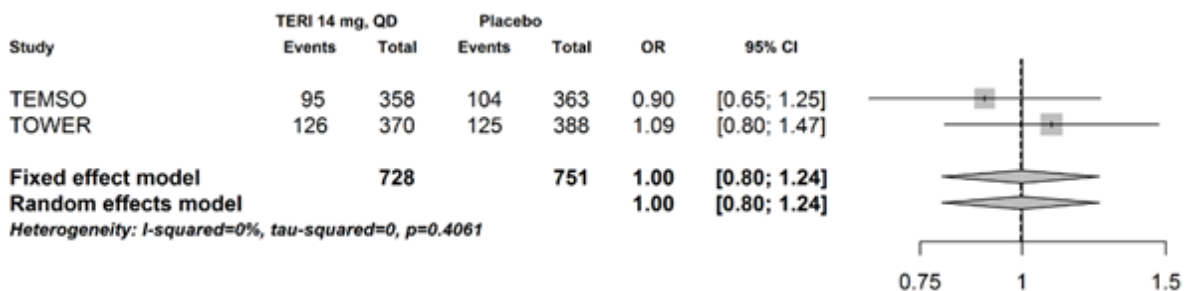 TERI 14 mg, QD Placebo
Study Events Total Events Total OR 95% CI
TEMSO 95 358 104 363 0.90 [0.65; 1.25]
TOWER 126 370 125 388 1.09 [0.80; 1.47]
Fixed effect model 728 751 1.00 [0.80; 1.24]
Random effects model 1.00 [0.80; 1.24]
Heterogeneity: I-squared=0%, tau-squared=0, p=0.4061
0.75 1 1.5